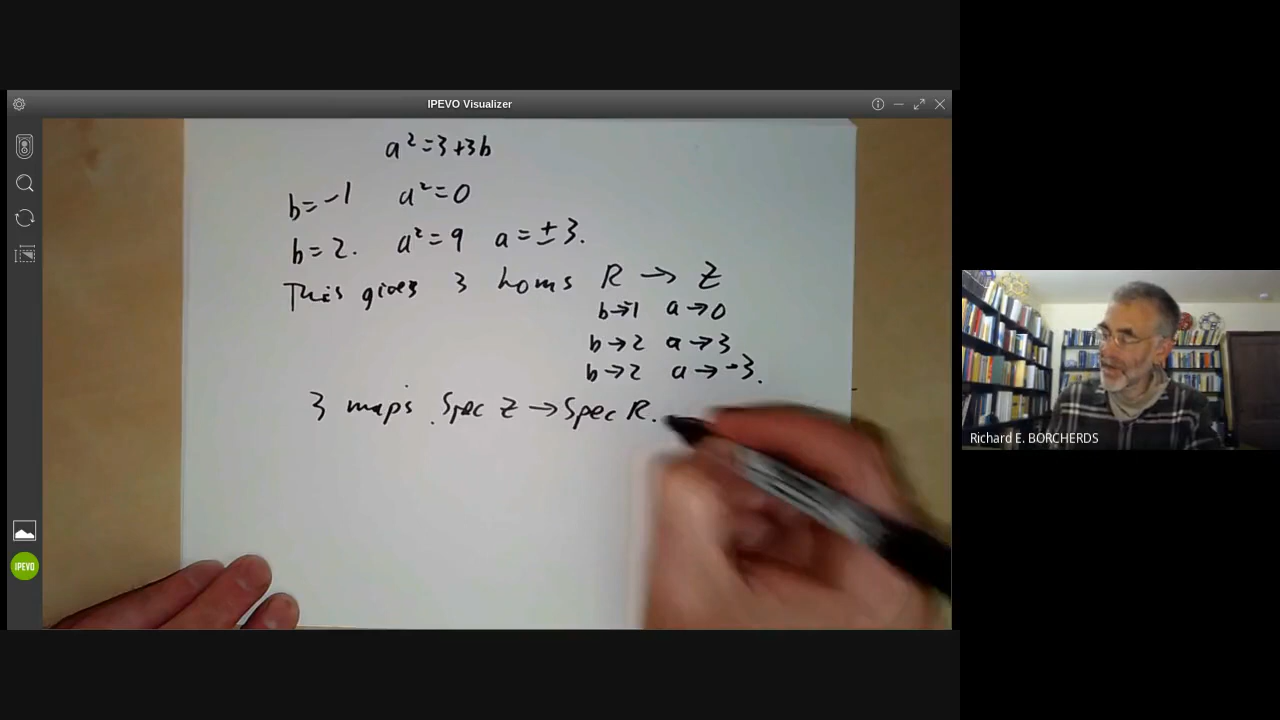 IPEVO Visualizer
a²=3+3b
b=-1 a²=0
b=2. a²=9 a=±3.
This gives 3 homs R → Z
b→-1 a→0
b→2 a→3
b→2 a→-3.
3 maps Spec Z → Spec R.
Richard E. BORCHERDS
IPEVO